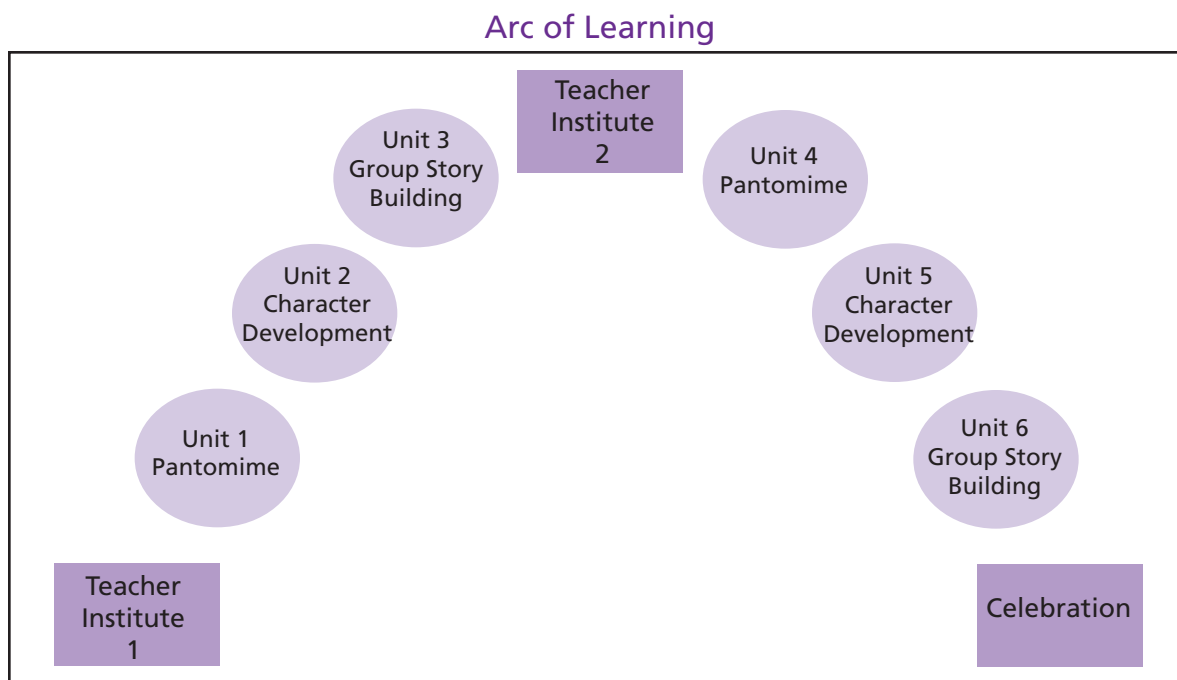 Arc of Learning
Teacher
Institute
1
Unit 1
Pantomime
Unit 2
Character
Development
Unit 3
Group Story
Building
Teacher
Institute
2
Unit 4
Pantomime
Unit 5
Character
Development
Unit 6
Group Story
Building
Celebration